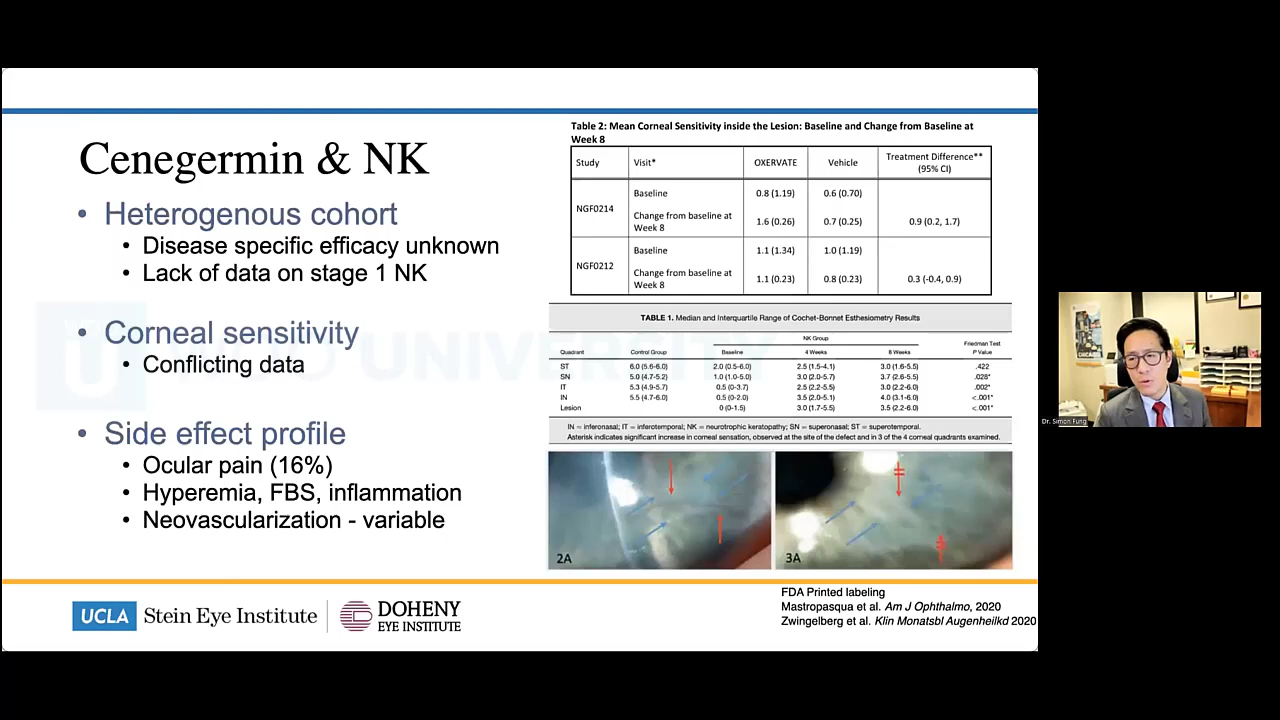 Cenegermin & NK
• Heterogenous cohort
• Disease specific efficacy unknown
• Lack of data on stage 1 NK
• Corneal sensitivity
• Conflicting data
• Side effect profile
• Ocular pain (16%)
• Hyperemia, FBS, inflammation
• Neovascularization - variable
Table 2: Mean Corneal Sensitivity inside the Lesion: Baseline and Change from Baseline at
Week 8
Study Visit* OXERVATE Vehicle Treatment Difference**
(95% CI)
NGF0214
Baseline 0.8 (1.19) 0.6 (0.70)
Change from baseline at
Week 8 1.6 (0.26) 0.7 (0.25) 0.9 (0.2, 1.7)
NGF0212
Baseline 1.1 (1.34) 1.0 (1.19)
Change from baseline at
Week 8 1.1 (0.23) 0.8 (0.23) 0.3 (-0.4, 0.9)
TABLE 1. Median and Interquartile Range of Cochet-Bonnet Esthesiometry Results
NK Group
Quadrant Control Group Baseline 4 Weeks 8 Weeks Friedman Test
P Value
ST 6.0 (5.6-6.0) 2.0 (0.5-6.0) 2.5 (1.5-4.1) 3.0 (1.6-5.5) .422
SN 5.0 (4.7-5.2) 1.0 (1.0-5.0) 3.0 (2.0-5.7) 3.7 (2.6-5.5) .028*
IT 5.3 (4.9-5.7) 0.5 (0-3.7) 2.5 (2.2-5.5) 3.0 (2.2-6.0) .002*
IN 5.5 (4.7-6.0) 0.5 (0-2.0) 3.5 (2.0-5.1) 4.0 (3.1-6.0) <.001*
Lesion 0 (0-1.5) 3.0 (1.7-5.5) 3.5 (2.2-6.0) <.001*
IN = inferonasal; IT = inferotemporal; NK = neurotrophic keratopathy; SN = superonasal; ST = superotemporal.
Asterisk indicates significant increase in corneal sensation, observed at the site of the defect and in 3 of the 4 corneal quadrants examined.
2A
3A
UCLA Stein Eye Institute
DOHENY
EYE INSTITUTE
FDA Printed labeling
Mastropasqua et al. Am J Ophthalmo, 2020
Zwingelberg et al. Klin Monatsbl Augenheilkd 2020
UNIVERSITY
Dr. Simon Fung